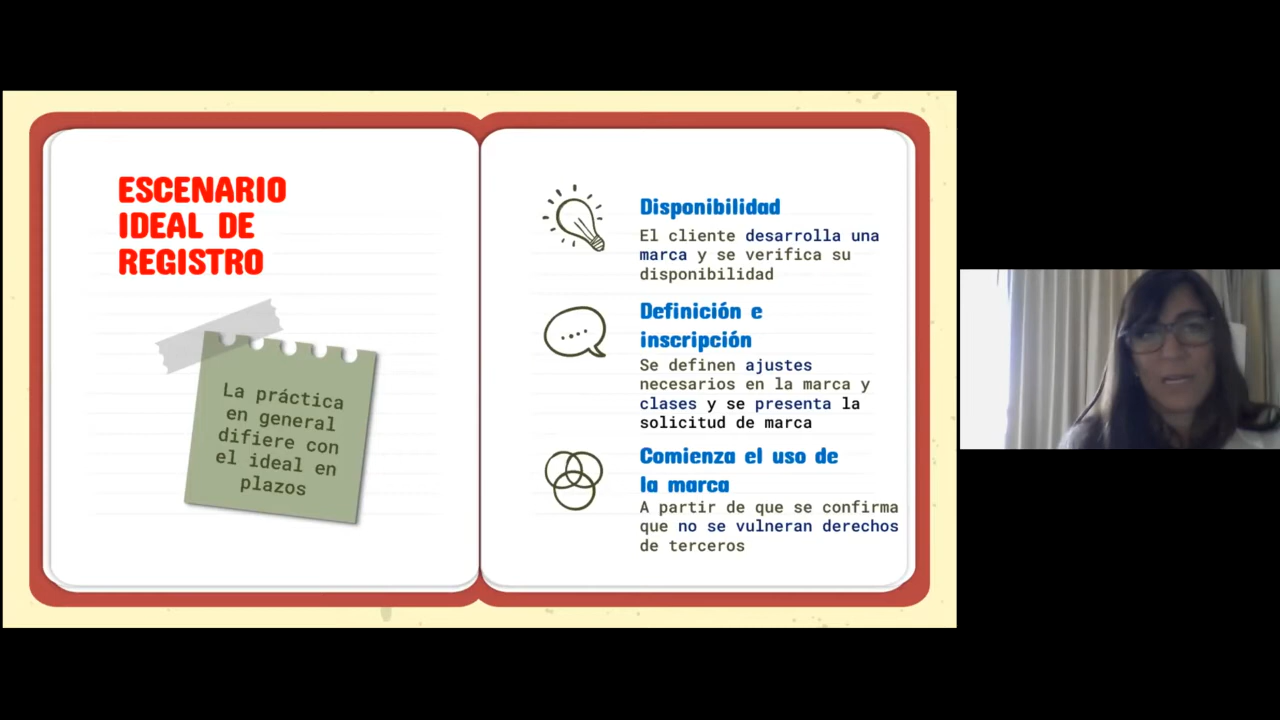 ESCENARIO
IDEAL DE
REGISTRO
La práctica
en general
difiere con
el ideal en
plazos
Disponibilidad
El cliente desarrolla una
marca y se verifica su
disponibilidad
Definición e
inscripción
Se definen ajustes
necesarios en la marca y
clases y se presenta la
solicitud de marca
Comienza el uso de
la marca
A partir de que se confirma
que no se vulneran derechos
de terceros